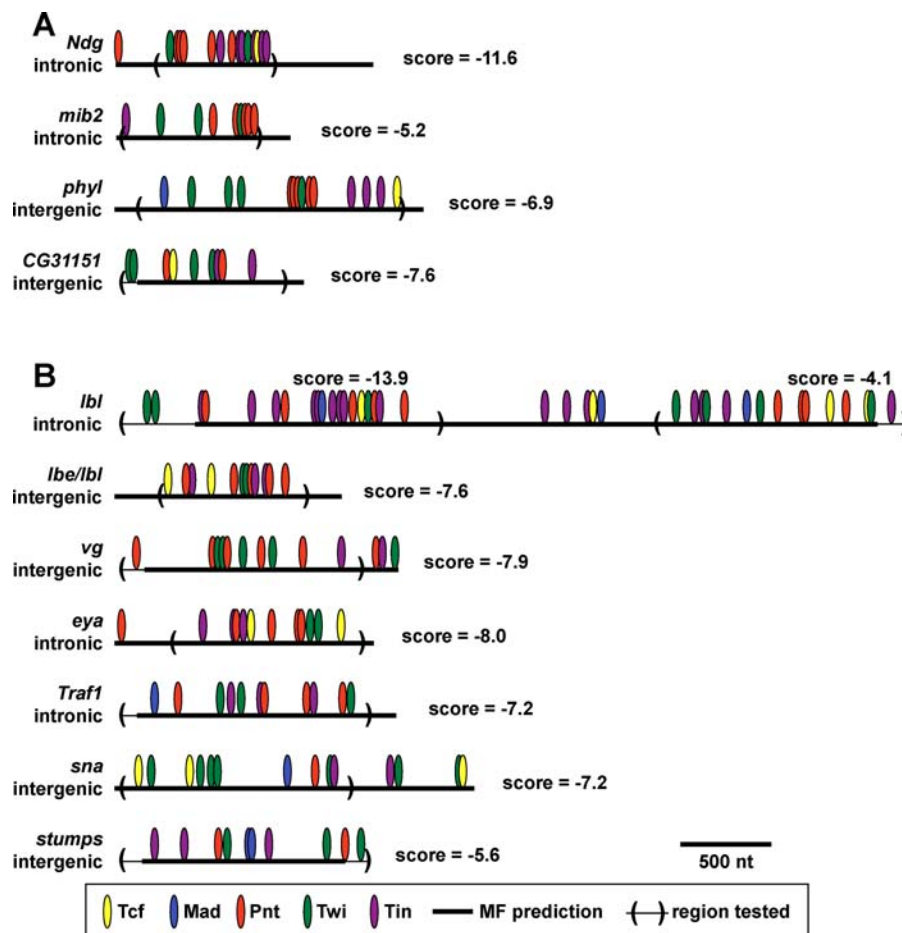 A
Ndg
intronic
score = -11.6
mib2
intronic
score = -5.2
phyl
intergenic
score = -6.9
CG31151
intergenic
score = -7.6
B
score = -13.9
score = -4.1
lbl
intronic
lbe/lbl
intergenic
score = -7.6
vg
intergenic
score = -7.9
eya
intronic
score = -8.0
Traf1
intronic
score = -7.2
sna
intergenic
score = -7.2
stumps
intergenic
score = -5.6
500 nt
Tcf Mad Pnt Twi Tin MF prediction ( ) region tested